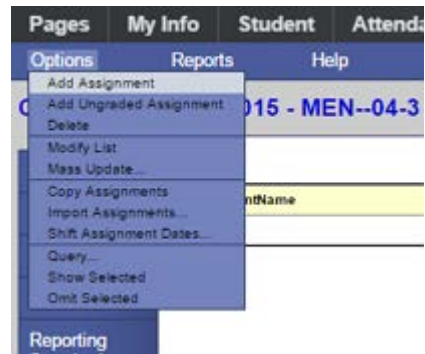 Pages My Info Student Attenda
Options Reports Help
Add Assignment
015 - MEN--04-3
Add Ungraded Assignment
Delete
Modify List
Mass Update...
Copy Assignments
ntName
Import Assignments...
Shift Assignment Dates...
Query...
Show Selected
Omit Selected
Reporting